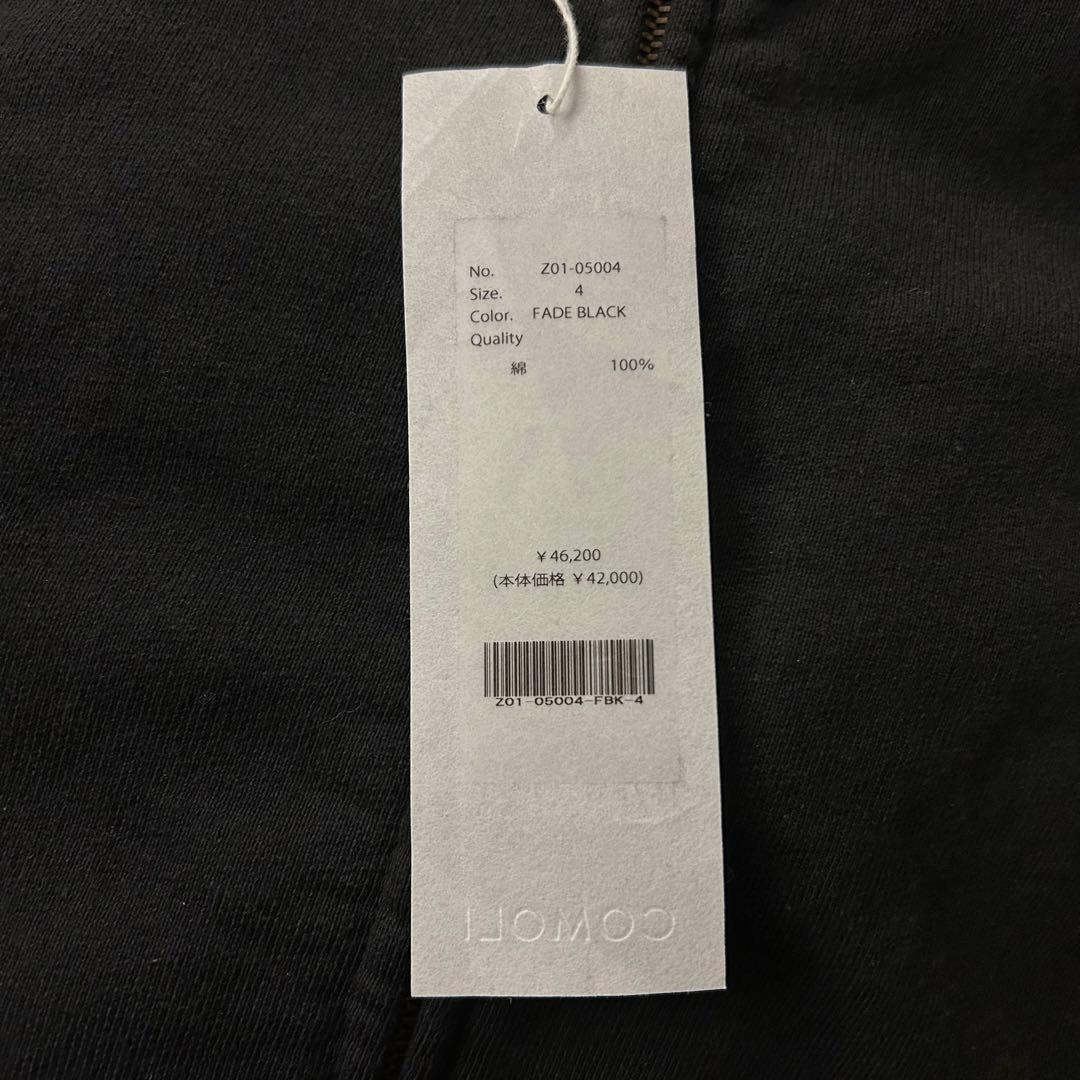 No. Z01-05004
Size. 4
Color. FADE BLACK
Quality
綿 100%
¥46,200
(本体価格 ¥42,000)
Z01-05004-FBK-4
COMOLI